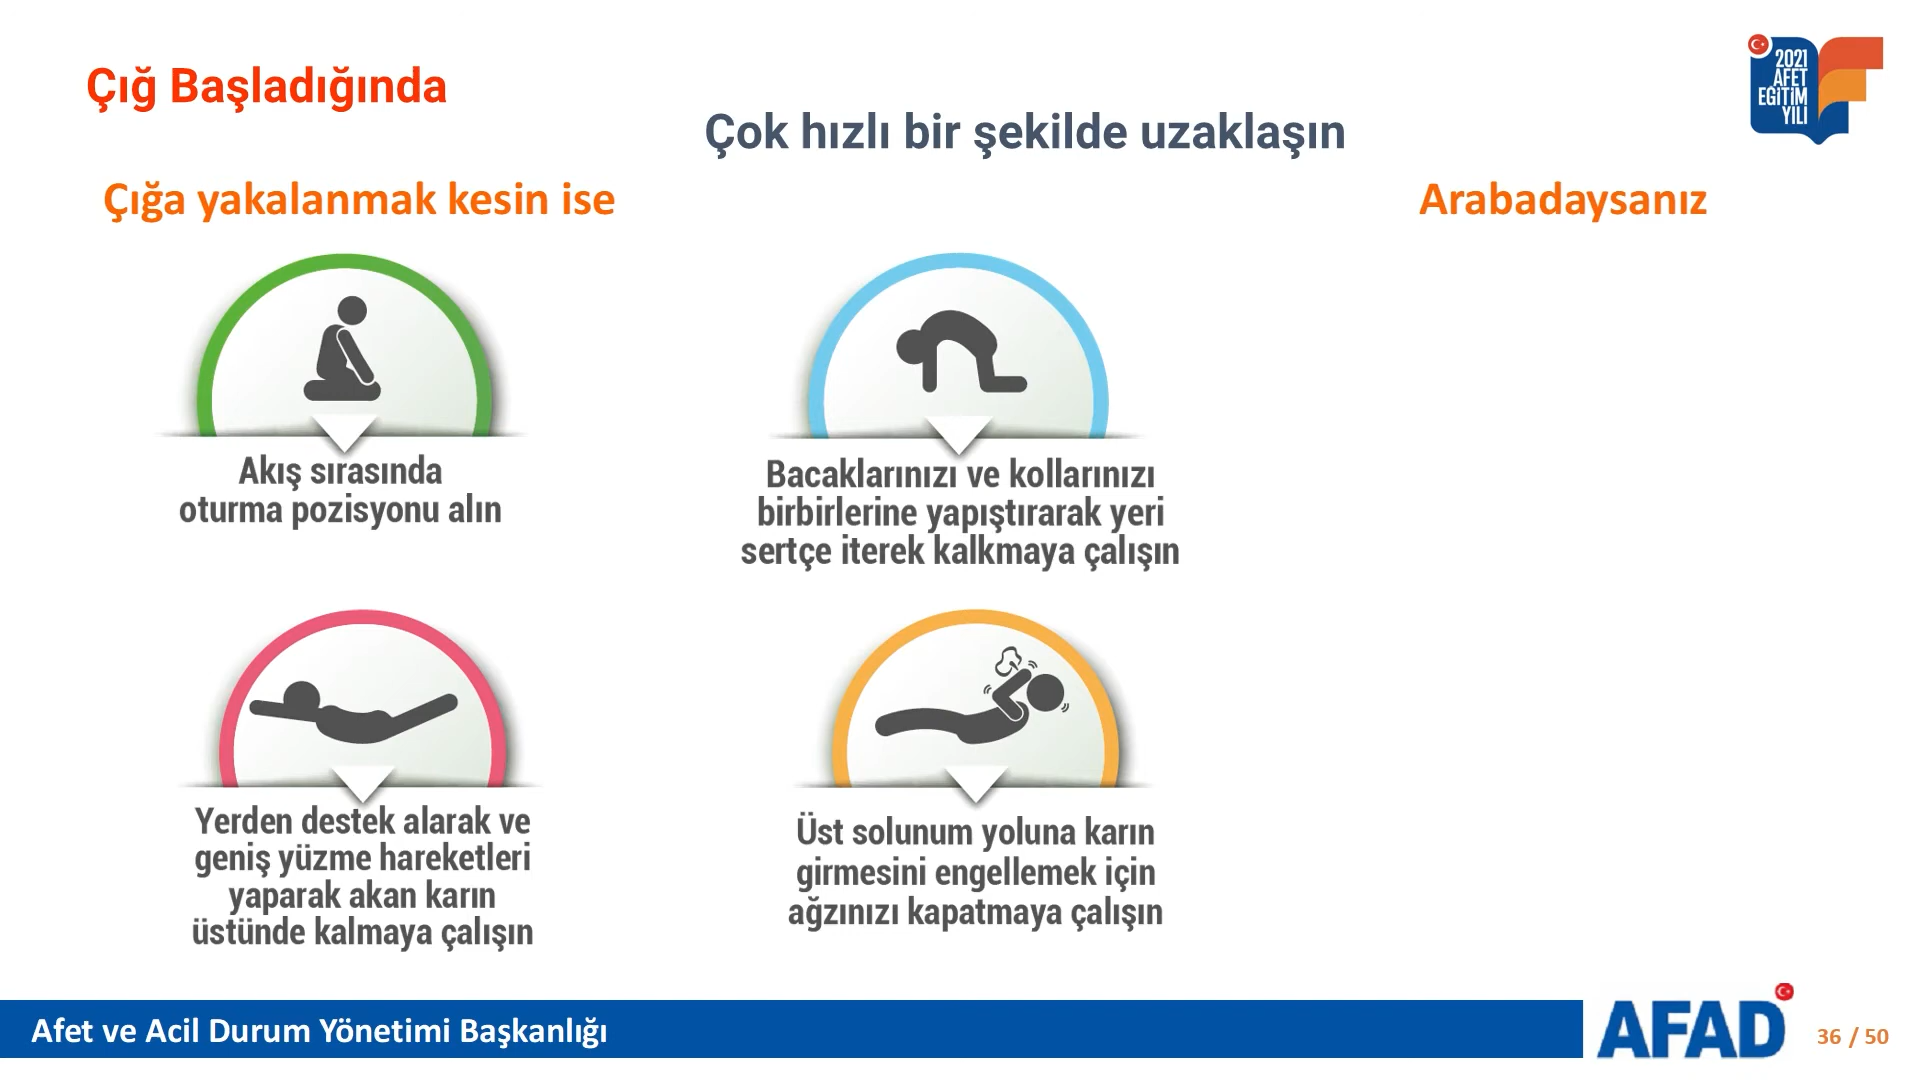 Çığ Başladığında
2021
AFET
EĞİTİM
YILI
Çok hızlı bir şekilde uzaklaşın
Çığa yakalanmak kesin ise
Arabadaysanız
Akış sırasında
oturma pozisyonu alın
Bacaklarınızı ve kollarınızı
birbirlerine yapıştırarak yeri
sertçe iterek kalkmaya çalışın
Yerden destek alarak ve
geniş yüzme hareketleri
yaparak akan karın
üstünde kalmaya çalışın
Üst solunum yoluna karın
girmesini engellemek için
ağzınızı kapatmaya çalışın
Afet ve Acil Durum Yönetimi Başkanlığı
AFAD
36 / 50